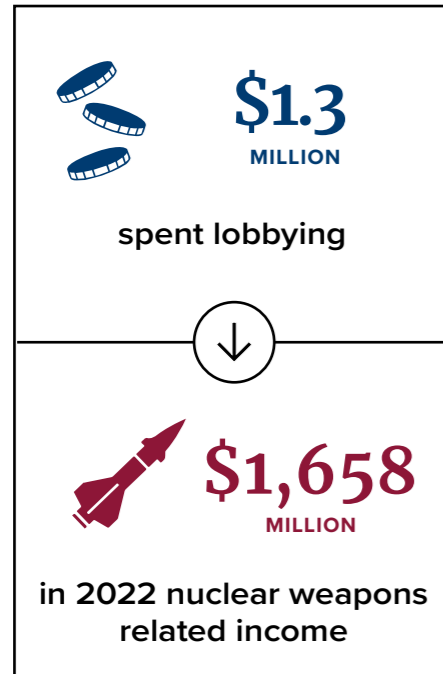 $1.3
MILLION
spent lobbying
$1,658
MILLION
in 2022 nuclear weapons
related income